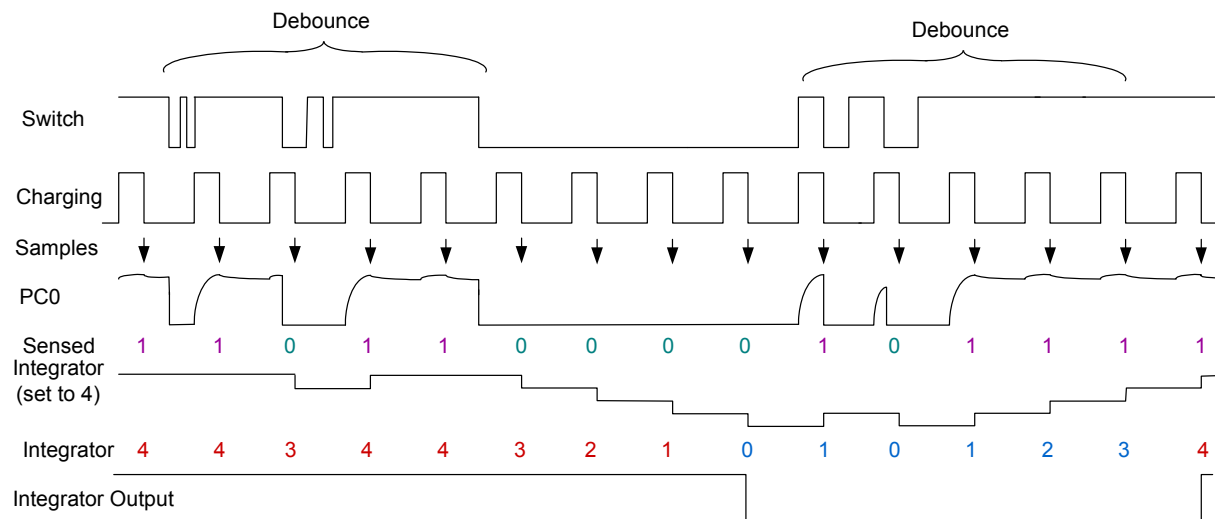 Debounce
Debounce
Switch
Charging
Samples
PC0
Sensed 1 1 0 1 1 0 0 0 0 1 0 1 1 1 1
Integrator
(set to 4)
Integrator 4 4 3 4 4 3 2 1 0 1 0 1 2 3 4
Integrator Output